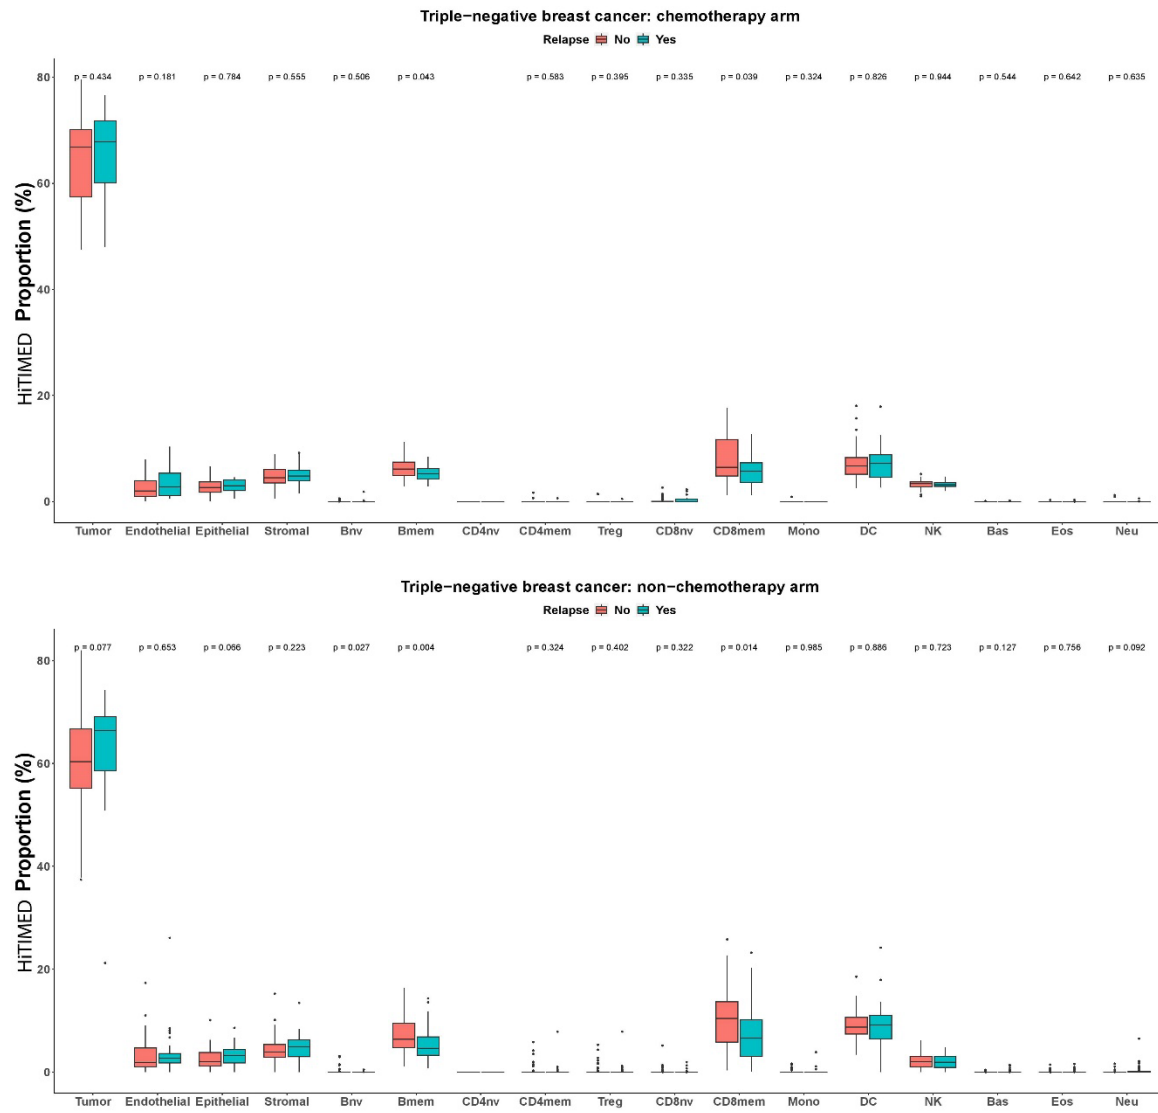 Triple−negative breast cancer: chemotherapy arm
Relapse No Yes
p = 0.434 p = 0.181 p = 0.784 p = 0.555 p = 0.506 p = 0.043 p = 0.583 p = 0.395 p = 0.335 p = 0.039 p = 0.324 p = 0.826 p = 0.944 p = 0.544 p = 0.642 p = 0.635
HiTIMED Proportion (%)
80
60
40
20
0
Tumor Endothelial Epithelial Stromal Bnv Bmem CD4nv CD4mem Treg CD8nv CD8mem Mono DC NK Bas Eos Neu
Triple−negative breast cancer: non−chemotherapy arm
Relapse No Yes
p = 0.077 p = 0.653 p = 0.066 p = 0.223 p = 0.027 p = 0.004 p = 0.324 p = 0.402 p = 0.322 p = 0.014 p = 0.985 p = 0.886 p = 0.723 p = 0.127 p = 0.756 p = 0.092
HiTIMED Proportion (%)
80
60
40
20
0
Tumor Endothelial Epithelial Stromal Bnv Bmem CD4nv CD4mem Treg CD8nv CD8mem Mono DC NK Bas Eos Neu